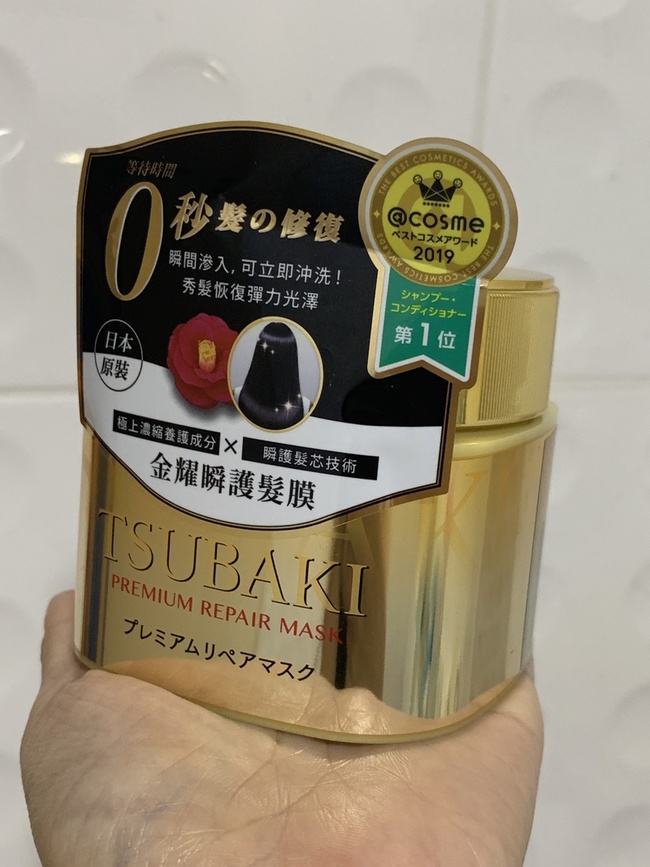 等待時間
0秒髮の修復
瞬間滲入,可立即沖洗!
秀髮恢復彈力光澤
日本
原裝
極上濃縮養護成分×瞬護髮芯技術
金耀瞬護髮膜
THE BEST COSMETICS AWARDS
@cosme
ベストコスメアワード
2019
THE BEST COSMETICS AWARDS
シャンプー・
コンディショナー
第1位
TSUBAKI
PREMIUM REPAIR MASK
プレミアムリペアマスク